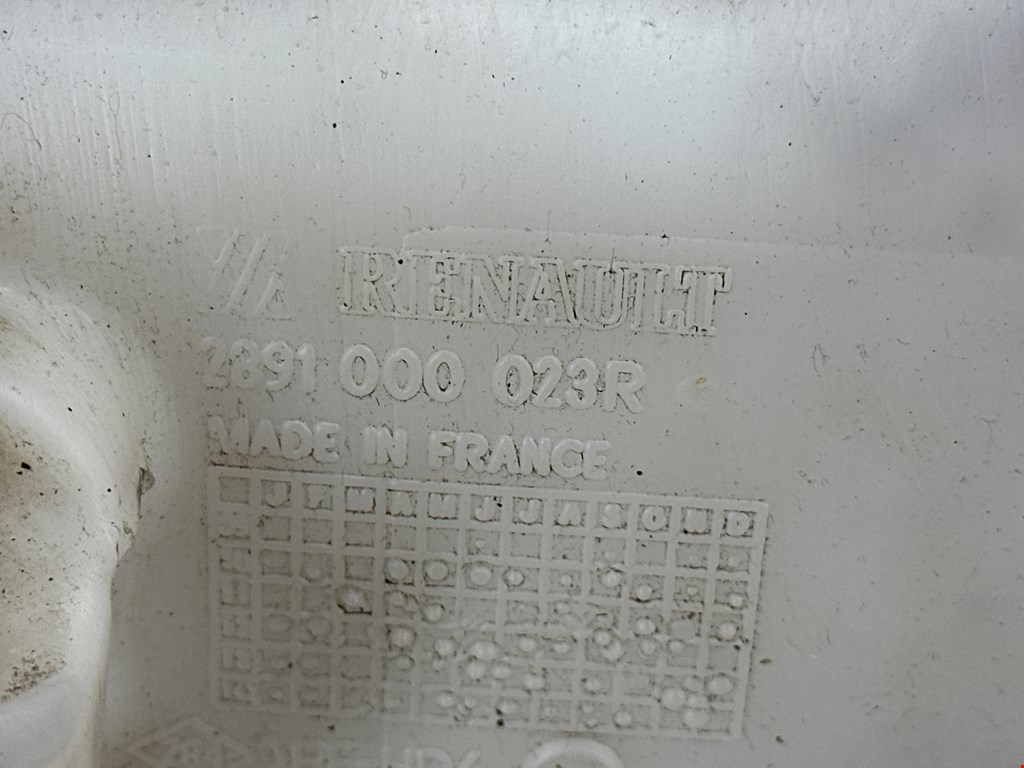 RENAULT
2891 000 023R
MADE IN FRANCE
J F M A M J J A S O N D